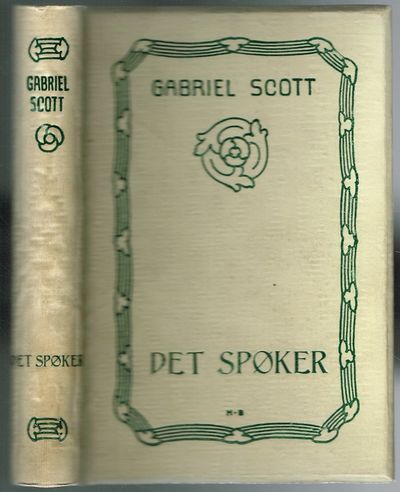 GABRIEL
SCOTT
DET SPØKER
GABRIEL SCOTT
DET SPØKER
H-B